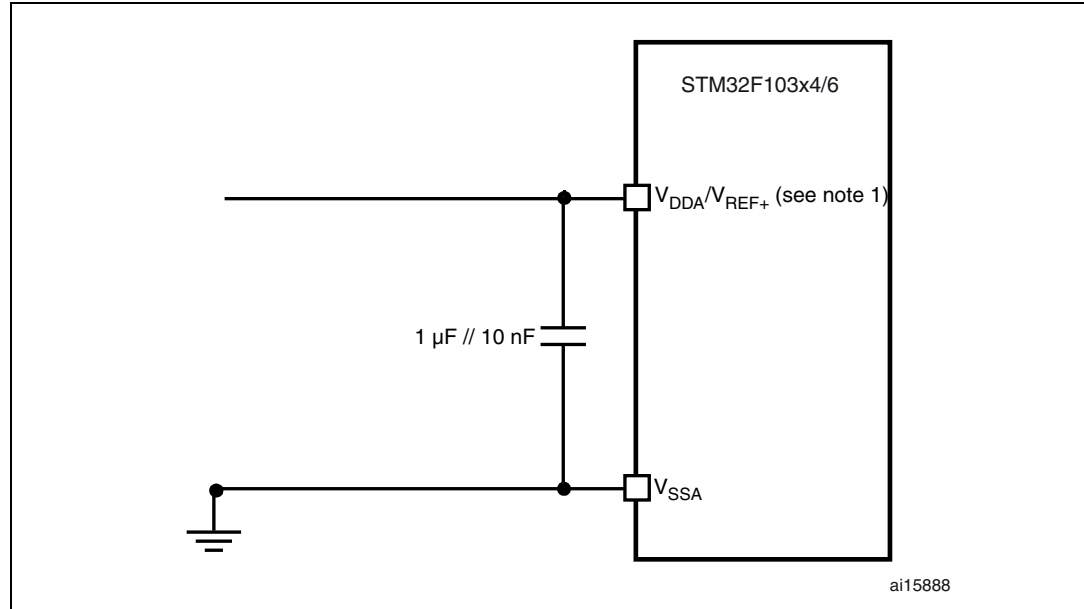 STM32F103x4/6
VDDA/VREF+ (see note 1)
1 µF // 10 nF
VSSA
ai15888